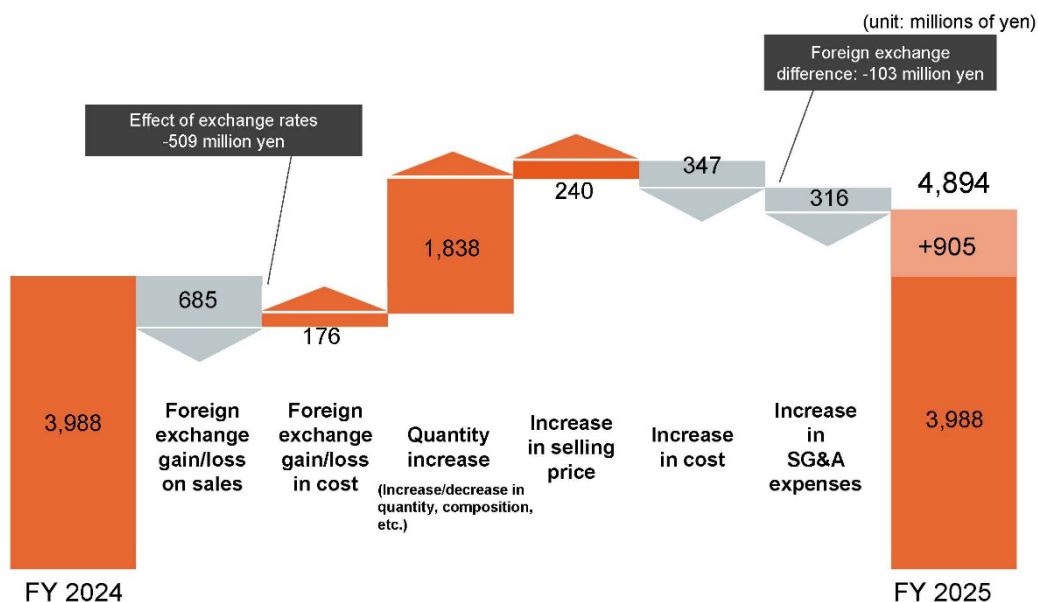 (unit: millions of yen)
Foreign exchange
difference: -103 million yen
Effect of exchange rates
-509 million yen
3,988
685
176
1,838
240
347
316
4,894
+905
3,988
Foreign
exchange
gain/loss
on sales
Foreign
exchange
gain/loss
in cost
Quantity
increase
(Increase/decrease in
quantity, composition,
etc.)
Increase
in selling
price
Increase
in cost
Increase
in
SG&A
expenses
FY 2024
FY 2025